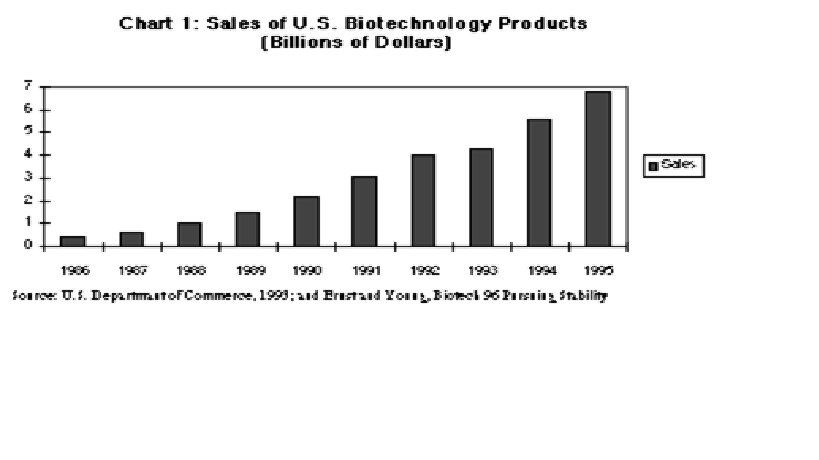 Chart 1: Sales of U.S. Biotechnology Products
(Billions of Dollars)
7
6
5
4
3
2
1
0
Sales
1986 1987 1988 1989 1990 1991 1992 1993 1994 1995
Source: U.S. Department of Commerce, 1993; and Ernst and Young, Biotech 96 Pursuing Stability